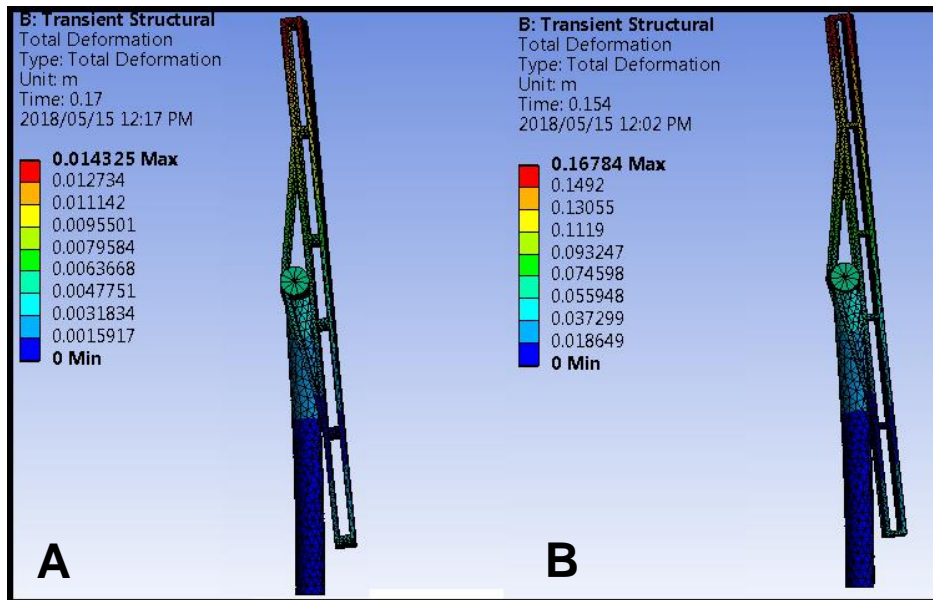 B: Transient Structural
Total Deformation
Type: Total Deformation
Unit: m
Time: 0.17
2018/05/15 12:17 PM
0.014325 Max
0.012734
0.011142
0.0095501
0.0079584
0.0063668
0.0047751
0.0031834
0.0015917
0 Min
A
B: Transient Structural
Total Deformation
Type: Total Deformation
Unit: m
Time: 0.154
2018/05/15 12:02 PM
0.16784 Max
0.1492
0.13055
0.1119
0.093247
0.074598
0.055948
0.037299
0.018649
0 Min
B